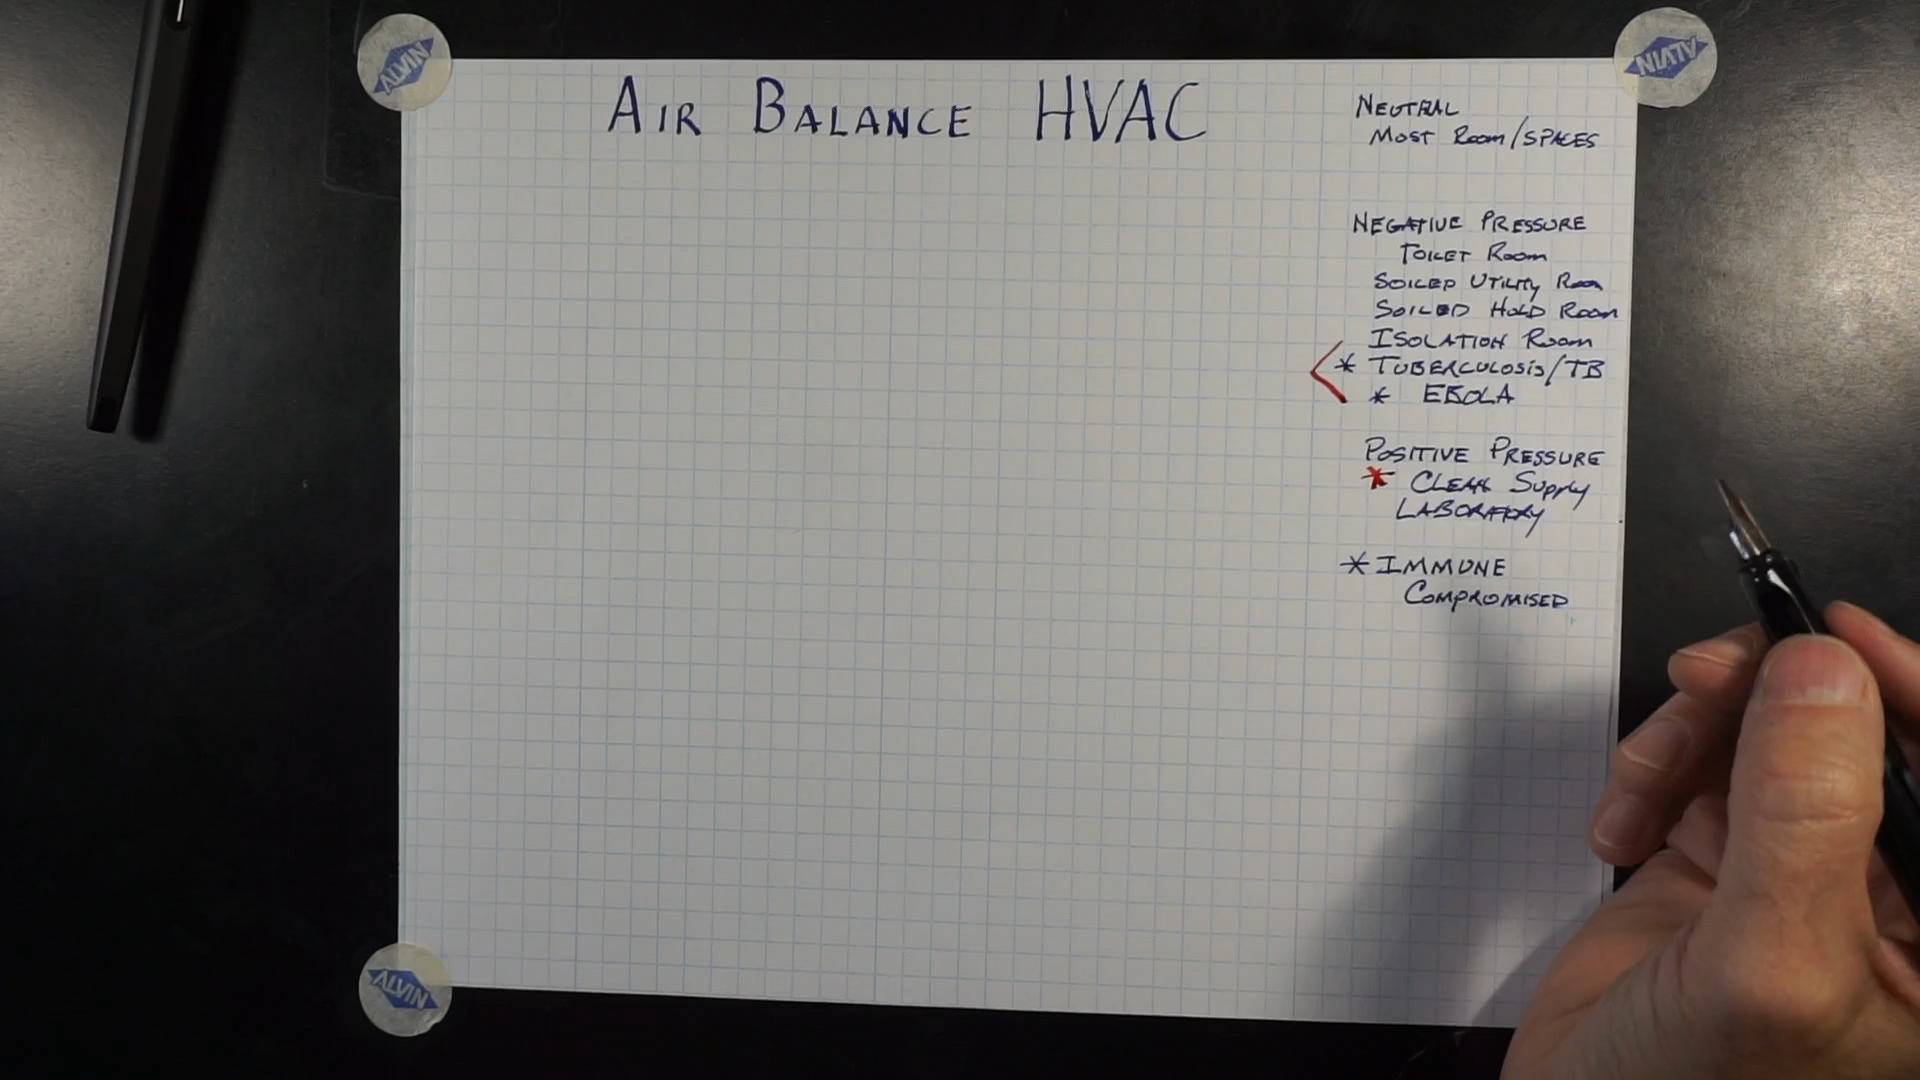 ALVIN
ALVIN
AIR BALANCE HVAC
NEUTRAL
MOST ROOM/SPACES
NEGATIVE PRESSURE
TOILET ROOM
SOILED UTILITY ROOM
SOILED HOLD ROOM
ISOLATION ROOM
* TUBERCULOSIS/TB
* EBOLA
POSITIVE PRESSURE
* CLEAN SUPPLY
LABORATORY
* IMMUNE
COMPROMISED
ALVIN